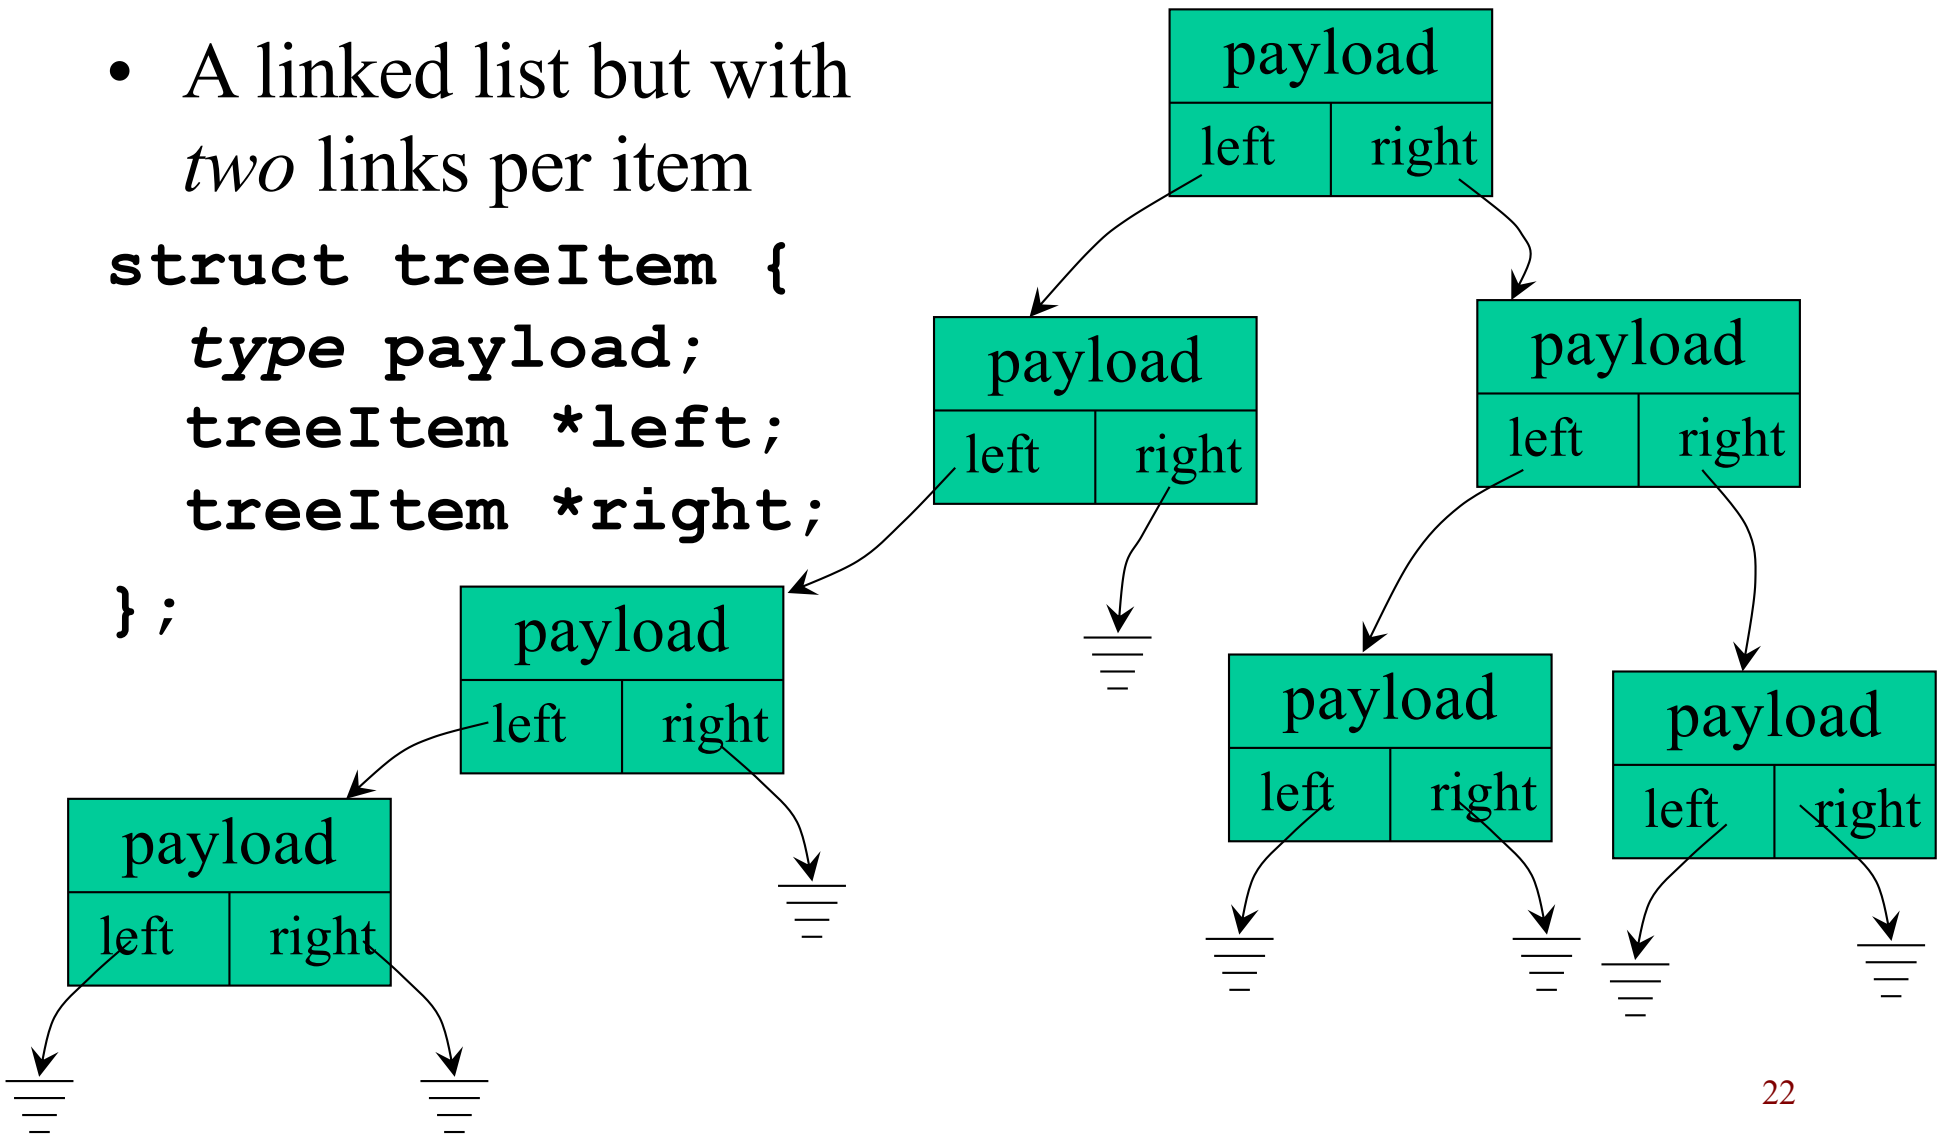 • A linked list but with
two links per item
struct treeItem {
type payload;
treeItem *left;
treeItem *right;
};
payload
left right
payload
left right
payload
left right
payload
left right
payload
left right
payload
left right
payload
left right
22